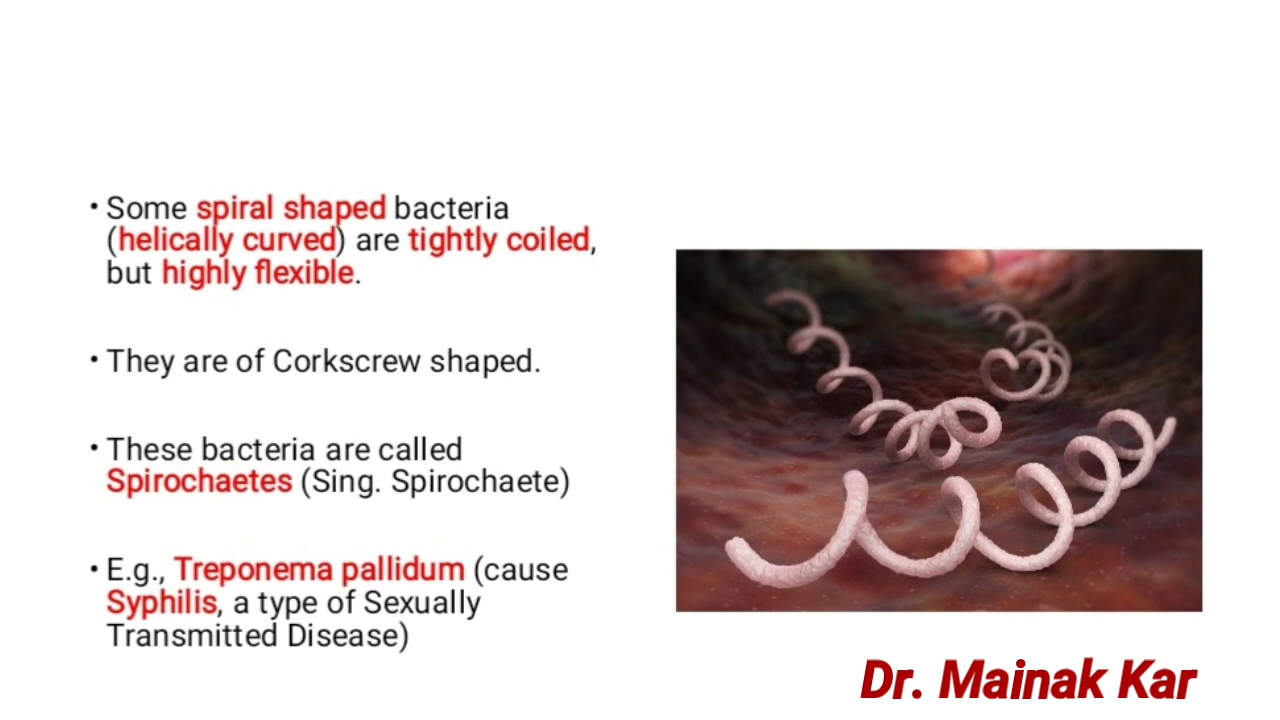 • Some spiral shaped bacteria
(helically curved) are tightly coiled,
but highly flexible.
• They are of Corkscrew shaped.
• These bacteria are called
Spirochaetes (Sing. Spirochaete)
• E.g., Treponema pallidum (cause
Syphilis, a type of Sexually
Transmitted Disease)
Dr. Mainak Kar